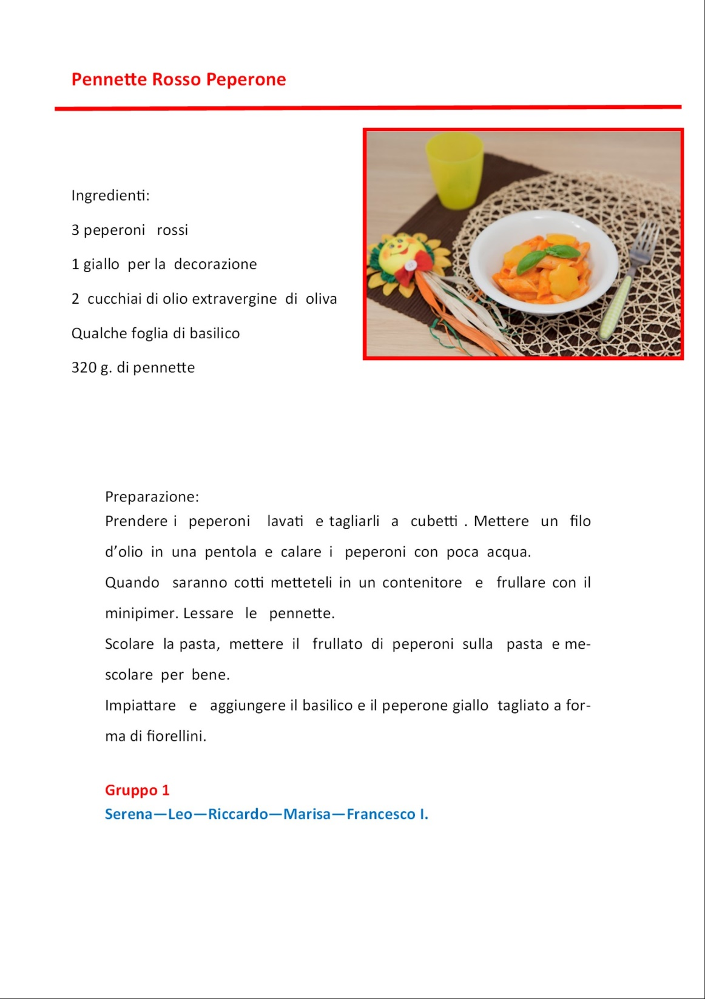 Pennette Rosso Peperone
Ingredienti:
3 peperoni rossi
1 giallo per la decorazione
2 cucchiai di olio extravergine di oliva
Qualche foglia di basilico
320 g. di pennette
Preparazione:
Prendere i peperoni lavati e tagliarli a cubetti . Mettere un filo
d’olio in una pentola e calare i peperoni con poca acqua.
Quando saranno cotti metteteli in un contenitore e frullare con il
minipimer. Lessare le pennette.
Scolare la pasta, mettere il frullato di peperoni sulla pasta e me-
scolare per bene.
Impiattare e aggiungere il basilico e il peperone giallo tagliato a for-
ma di fiorellini.
Gruppo 1
Serena—Leo—Riccardo—Marisa—Francesco I.